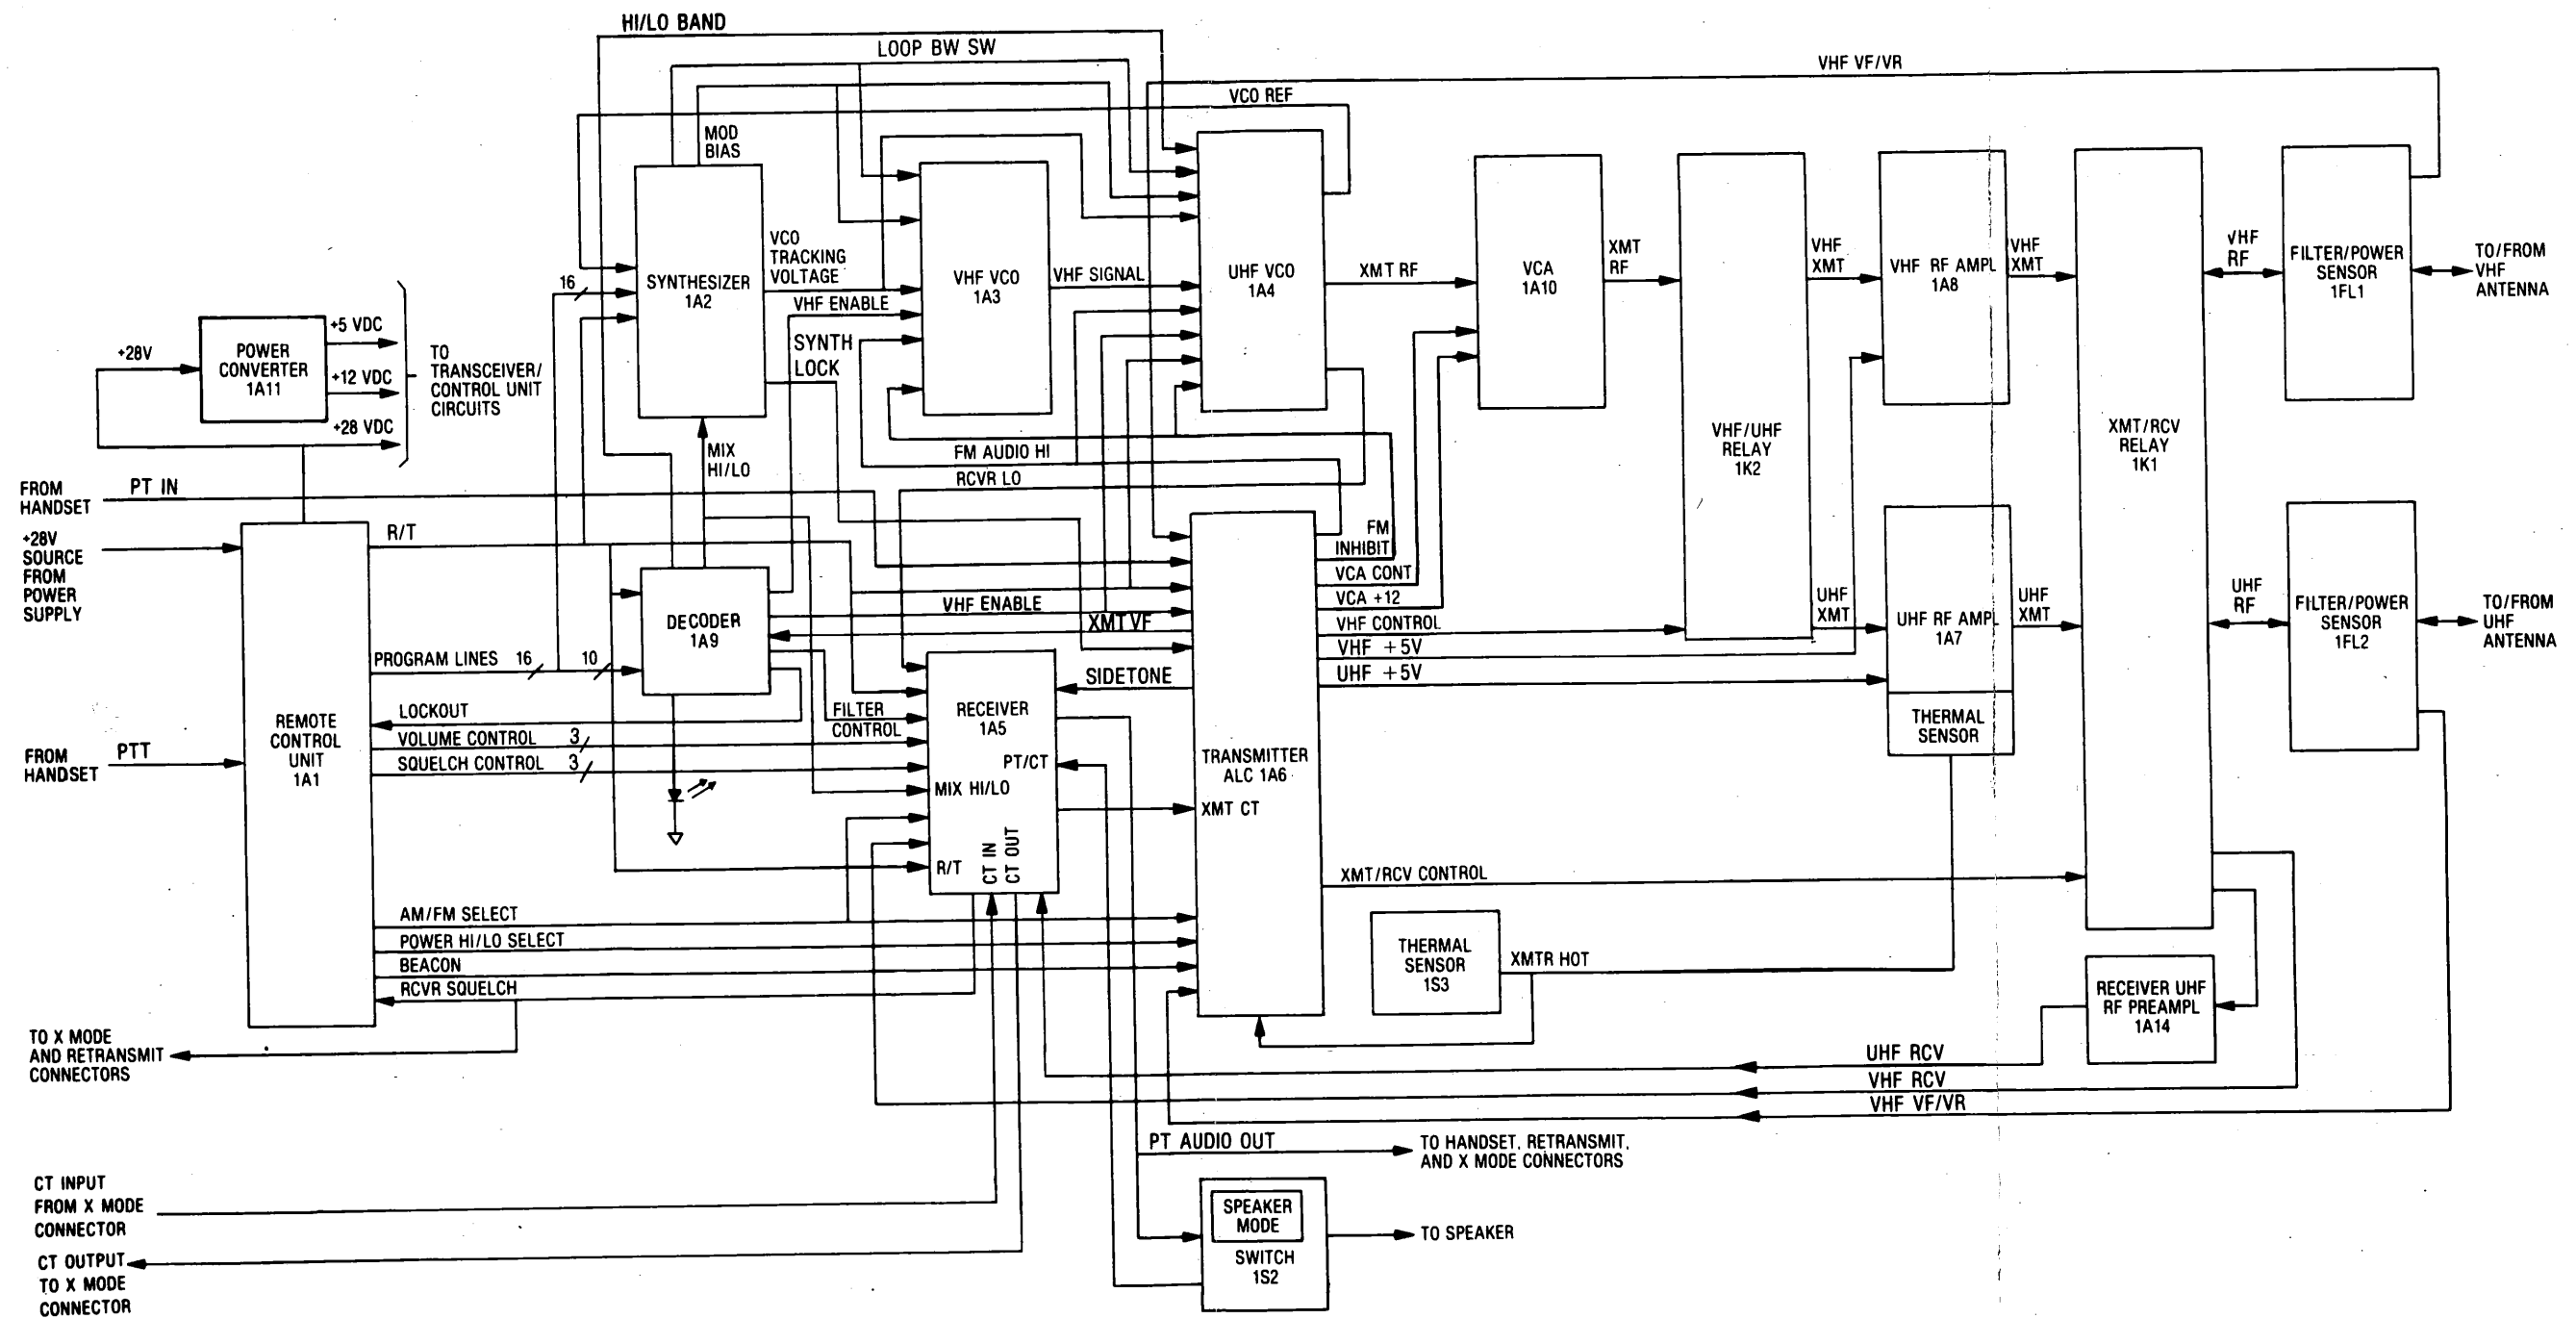 HI/LO BAND
LOOP BW SW
VHF VF/VR
VCO REF
MOD
BIAS
SYNTHESIZER
1A2
16
VCO
TRACKING
VOLTAGE
VHF ENABLE
SYNTH
LOCK
VHF VCO
1A3
VHF SIGNAL
UHF VCO
1A4
XMT RF
VCA
1A10
XMT
RF
VHF/UHF
RELAY
1K2
VHF
XMT
VHF RF AMPL
1A8
VHF
XMT
XMT/RCV
RELAY
1K1
VHF
RF
FILTER/POWER
SENSOR
1FL1
TO/FROM
VHF
ANTENNA
+28V
POWER
CONVERTER
1A11
+5 VDC
+12 VDC
+28 VDC
TO
TRANSCEIVER/
CONTROL UNIT
CIRCUITS
MIX
HI/LO
FM AUDIO HI
RCVR LO
FROM
HANDSET
PT IN
+28V
SOURCE
FROM
POWER
SUPPLY
R/T
DECODER
1A9
VHF ENABLE
XMT VF
FM
INHIBIT
VCA CONT
VCA +12
VHF CONTROL
VHF +5V
UHF +5V
UHF
XMT
UHF RF AMPL
1A7
THERMAL
SENSOR
UHF
XMT
UHF
RF
FILTER/POWER
SENSOR
1FL2
TO/FROM
UHF
ANTENNA
PROGRAM LINES
16
10
LOCKOUT
VOLUME CONTROL
3
SQUELCH CONTROL
3
FROM
HANDSET
PTT
REMOTE
CONTROL
UNIT
1A1
FILTER
CONTROL
RECEIVER
1A5
PT/CT
MIX HI/LO
R/T
CT IN
CT OUT
SIDETONE
TRANSMITTER
ALC 1A6
XMT CT
XMT/RCV CONTROL
AM/FM SELECT
POWER HI/LO SELECT
BEACON
RCVR SQUELCH
THERMAL
SENSOR
1S3
XMTR HOT
RECEIVER UHF
RF PREAMPL
1A14
TO X MODE
AND RETRANSMIT
CONNECTORS
UHF RCV
VHF RCV
VHF VF/VR
PT AUDIO OUT
TO HANDSET, RETRANSMIT,
AND X MODE CONNECTORS
CT INPUT
FROM X MODE
CONNECTOR
SPEAKER
MODE
SWITCH
1S2
TO SPEAKER
CT OUTPUT
TO X MODE
CONNECTOR